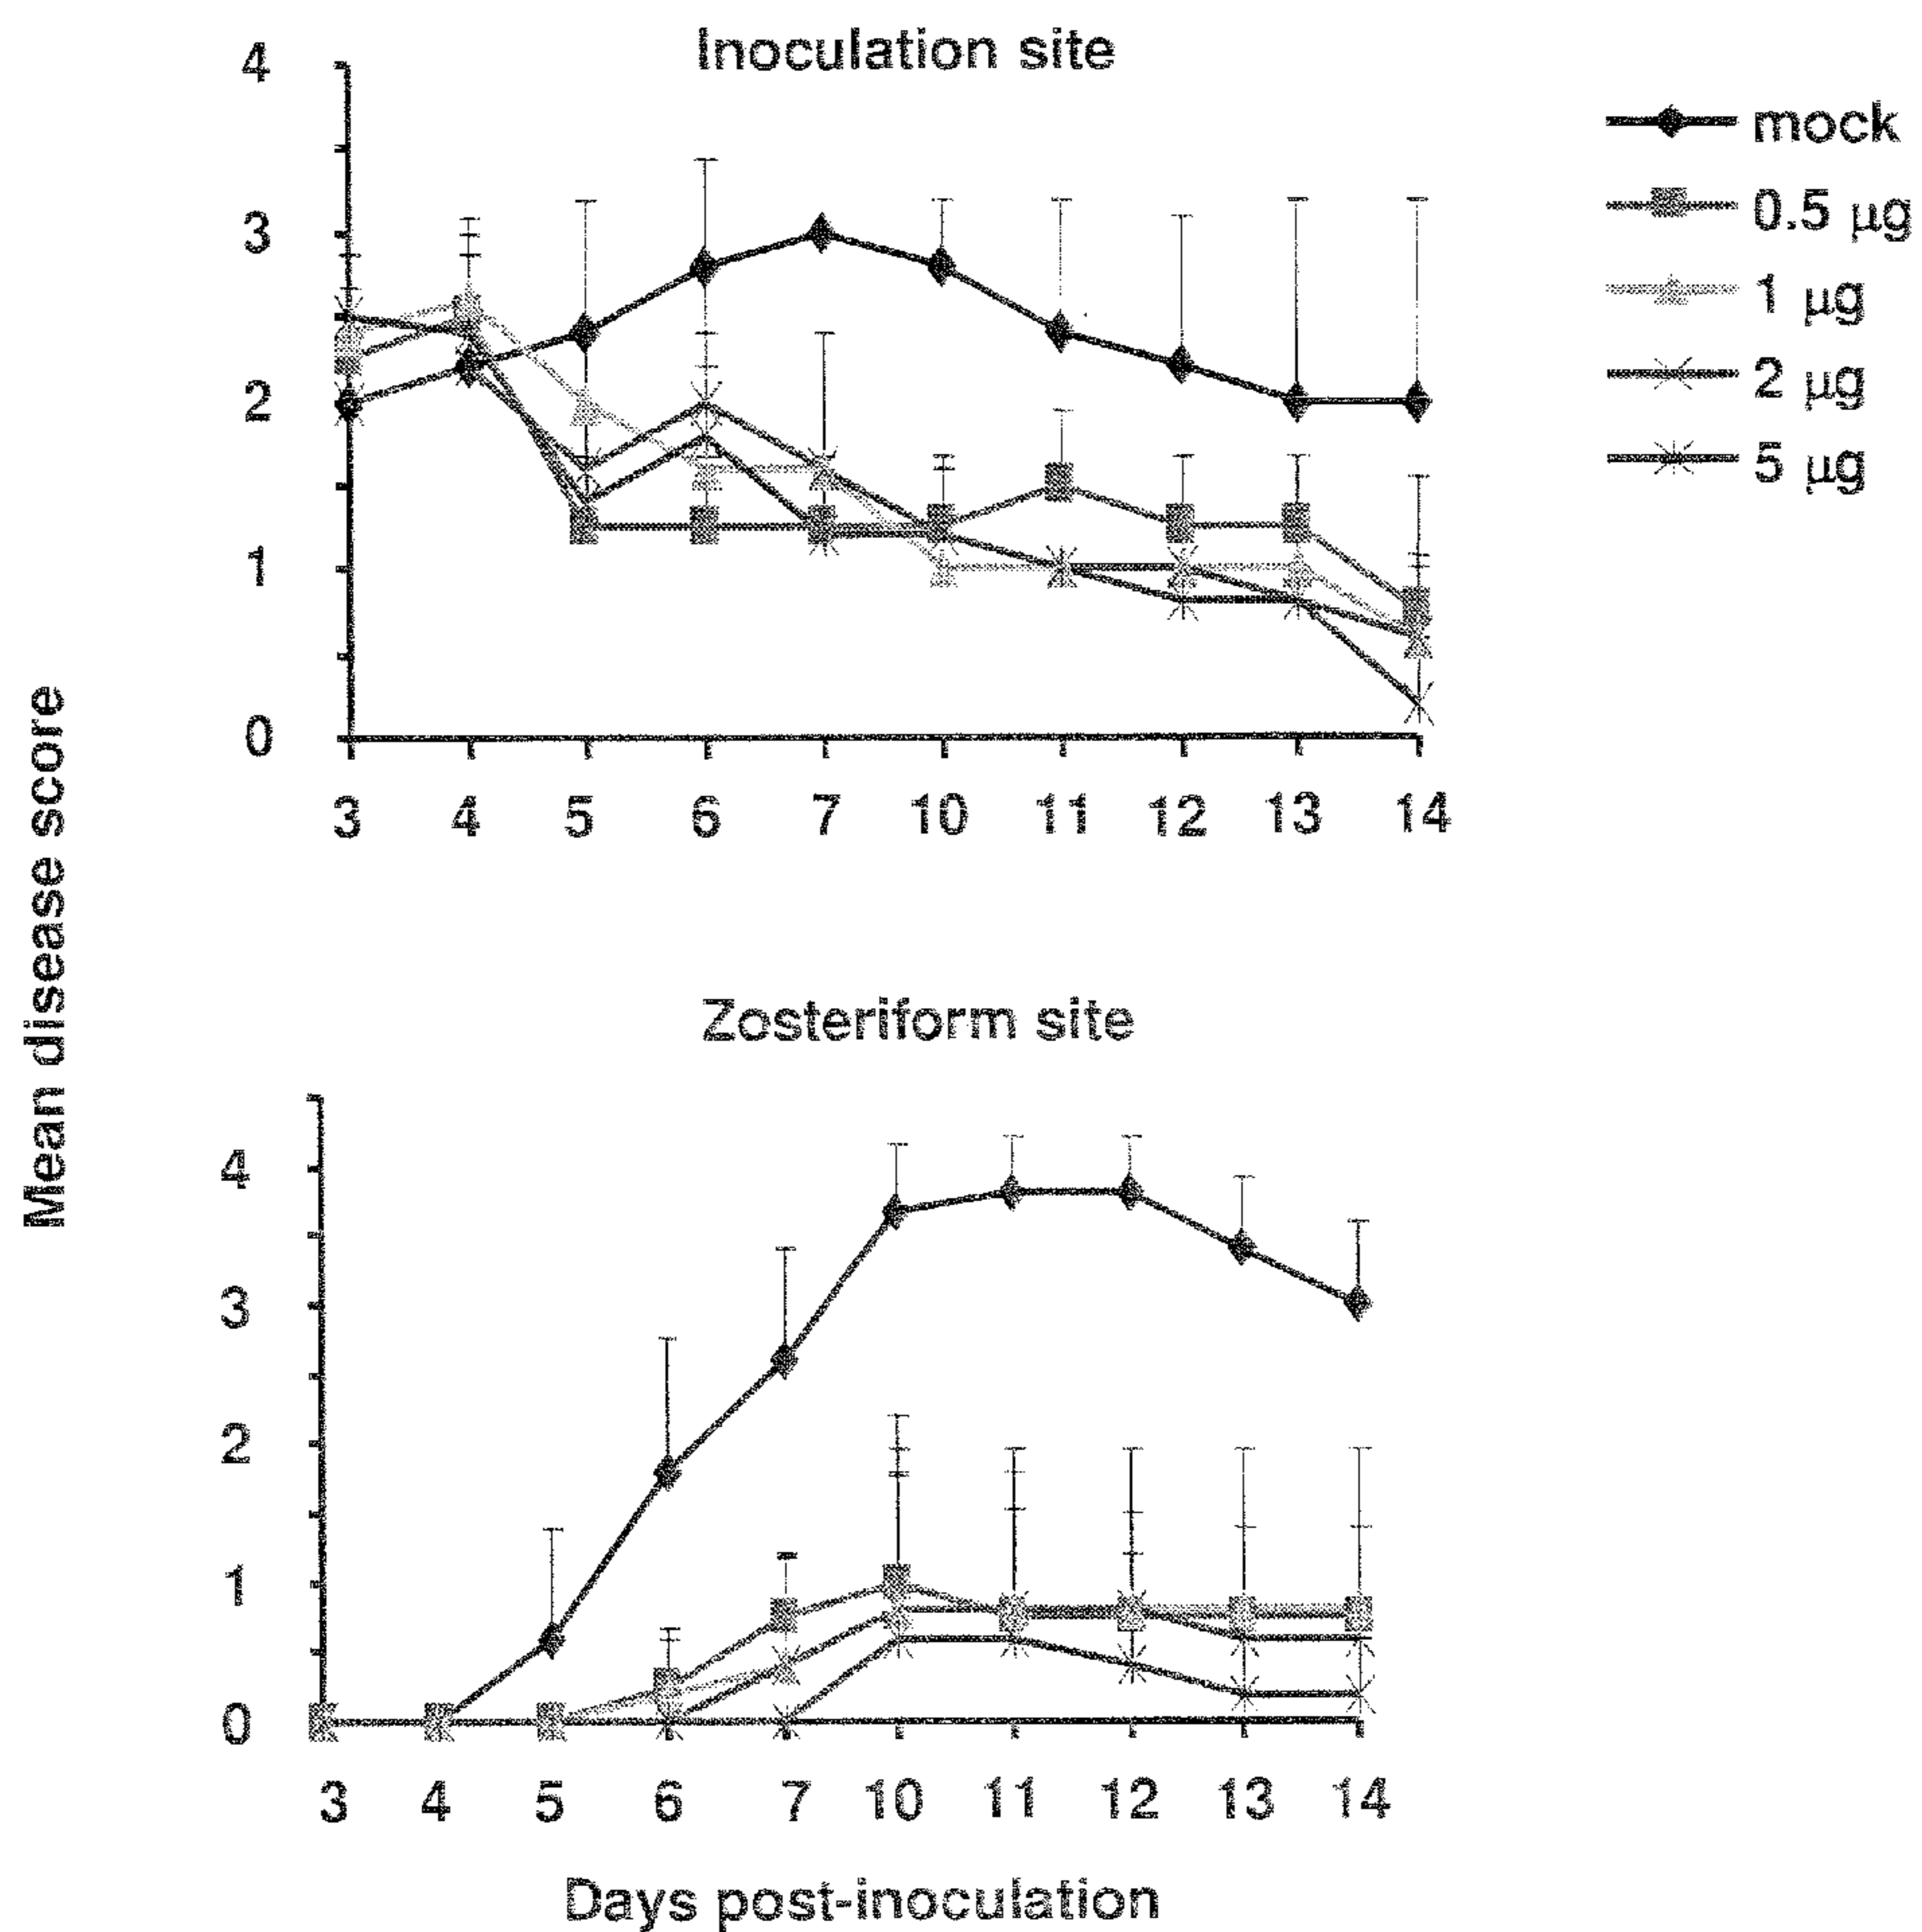 Inoculation site
4
3
2
1
0
3 4 5 6 7 10 11 12 13 14
mock
0.5 µg
1 µg
2 µg
5 µg
Mean disease score
Zosteriform site
4
3
2
1
0
3 4 5 6 7 10 11 12 13 14
Days post-inoculation